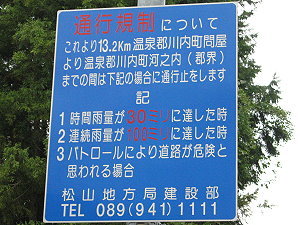 通行規制について
これより13.2Km温泉郡川内町問屋
より温泉郡川内町河之内（郡界）
までの間は下記の場合に通行止をします
記
1 時間雨量が30ミリに達した時
2 連続雨量が100ミリに達した時
3 パトロールにより道路が危険と
思われる場合
松山地方局建設部
TEL 089(941)1111